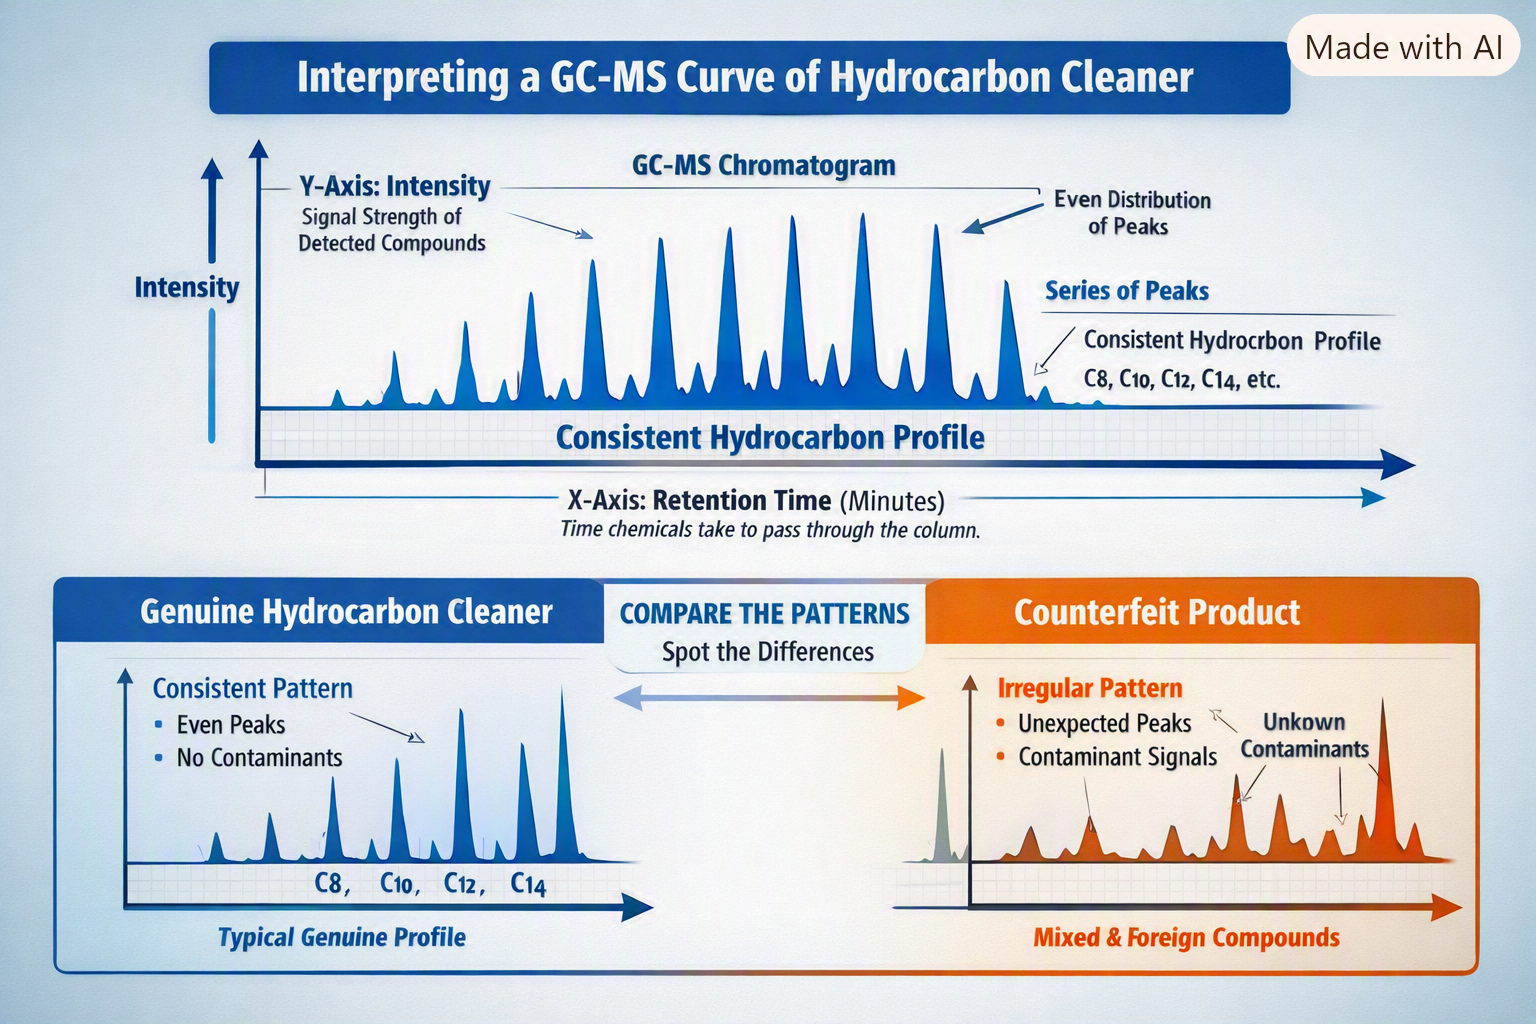 Made with AI
Interpreting a GC-MS Curve of Hydrocarbon Cleaner
GC-MS Chromatogram
Y-Axis: Intensity
Signal Strength of
Detected Compounds
Even Distribution
of Peaks
Intensity
Series of Peaks
Consistent Hydrocrbon Profile
C8, C10, C12, C14, etc.
Consistent Hydrocarbon Profile
X-Axis: Retention Time (Minutes)
Time chemicals take to pass through the column.
Genuine Hydrocarbon Cleaner
COMPARE THE PATTERNS
Spot the Differences
Counterfeit Product
Consistent Pattern
• Even Peaks
• No Contaminants
C8, C10, C12, C14
Typical Genuine Profile
Irregular Pattern
• Unexpected Peaks
• Contaminant Signals
Unkown
Contaminants
Mixed & Foreign Compounds